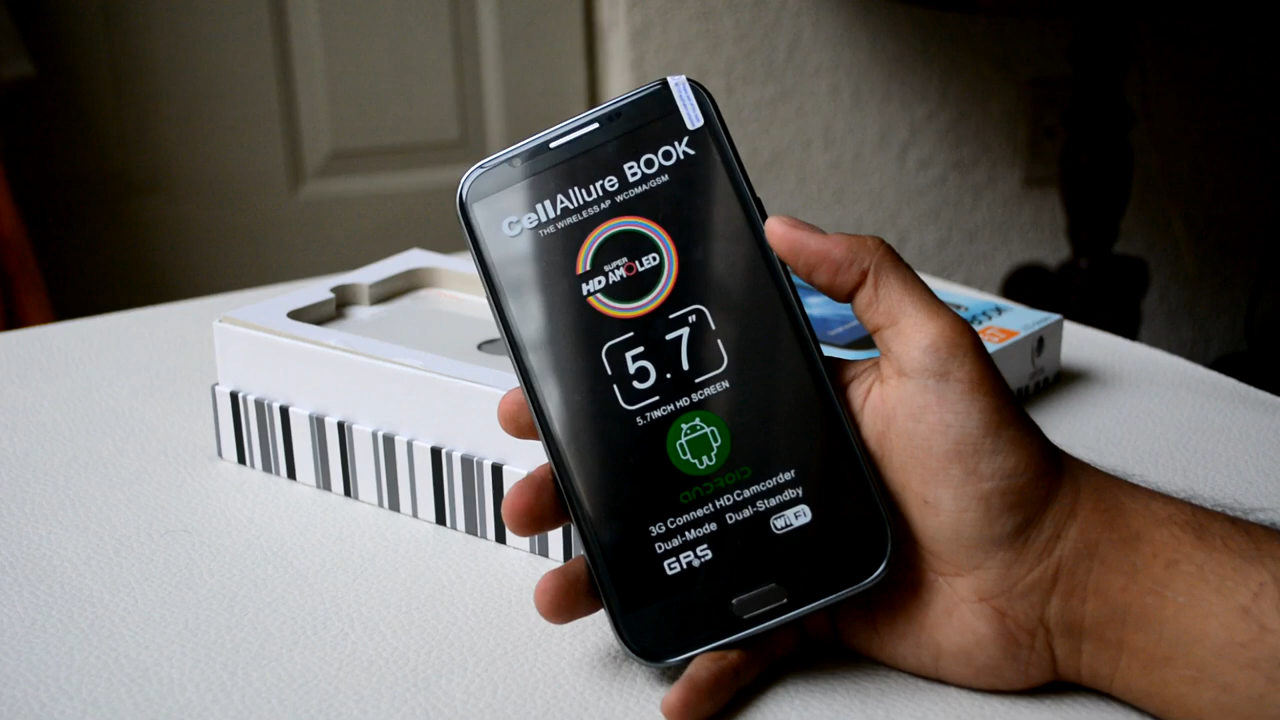 CellAllure BOOK
THE WIRELESS AP WCDMA/GSM
SUPER
HD AMOLED
5.7"
5.7INCH HD SCREEN
ANDROID
3G Connect HD Camcorder
Dual-Mode Dual-Standby
GPS
WiFi
BOOK